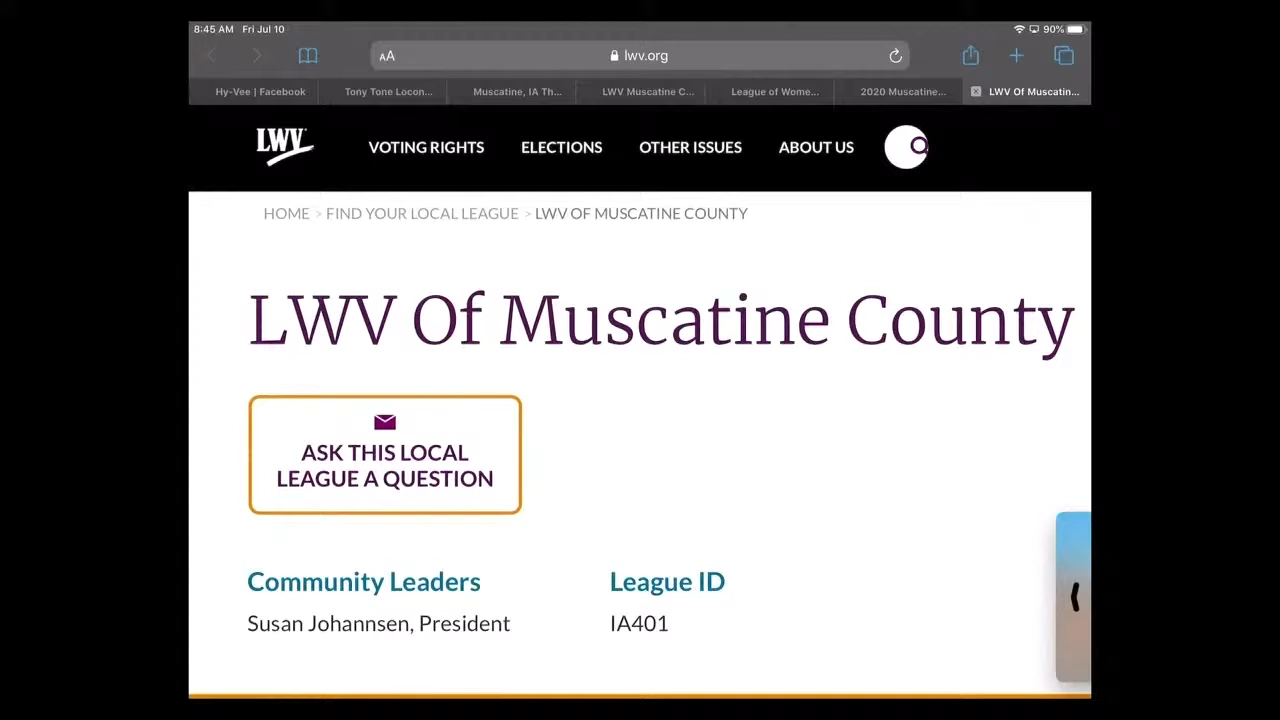 8:45 AM Fri Jul 10
90%
AA
lwv.org
Hy-Vee | Facebook
Tony Tone Locon...
Muscatine, IA Th...
LWV Muscatine C...
League of Wome...
2020 Muscatine...
LWV Of Muscatin...
LWV
VOTING RIGHTS
ELECTIONS
OTHER ISSUES
ABOUT US
HOME > FIND YOUR LOCAL LEAGUE > LWV OF MUSCATINE COUNTY
LWV Of Muscatine County
ASK THIS LOCAL
LEAGUE A QUESTION
Community Leaders
Susan Johannsen, President
League ID
IA401